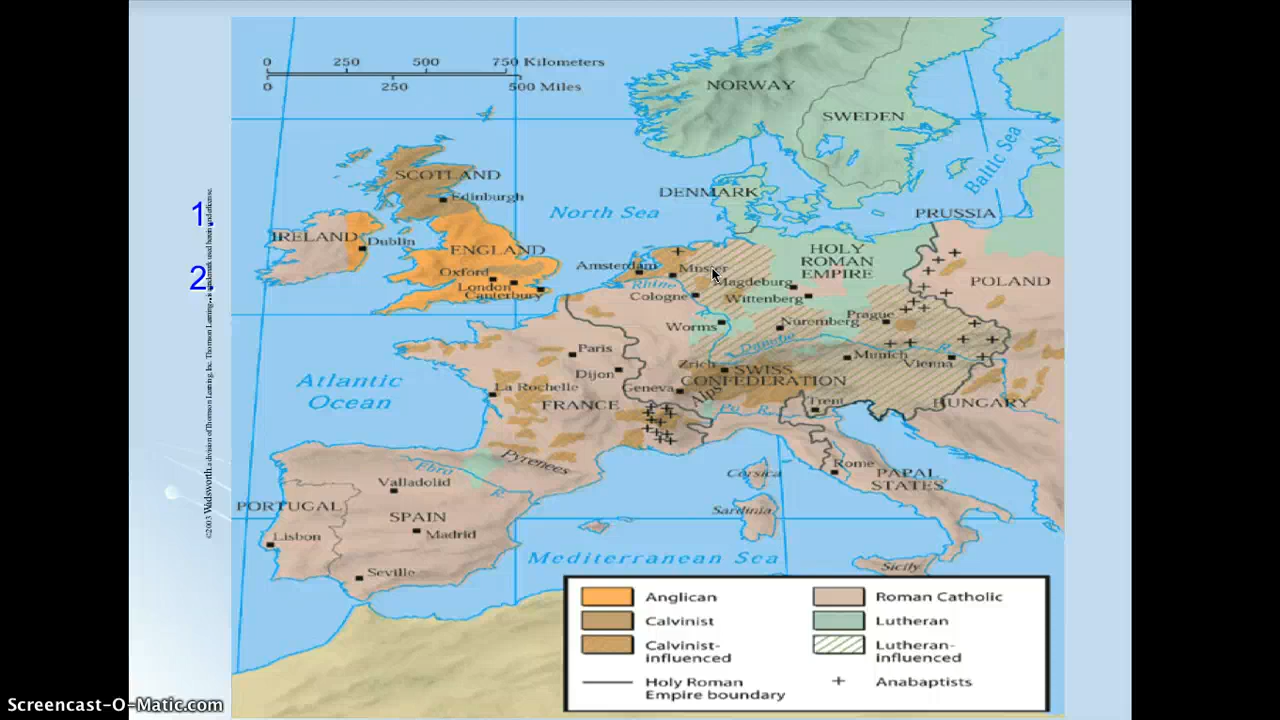 0 250 500 750 Kilometers
0 250 500 Miles
NORWAY
SWEDEN
Baltic Sea
SCOTLAND
Edinburgh
North Sea
DENMARK
PRUSSIA
1
2
IRELAND
Dublin
ENGLAND
Oxford
London
Canterbury
Amsterdam
Rhine
Magdeburg
HOLY
ROMAN
EMPIRE
POLAND
Cologne
Wittenberg
Worms
Nuremberg
Prague
Danube
R.
Munich
Vienna
Paris
Dijon
Zrich
SWISS
CONFEDERATION
Geneva
Alps
Atlantic
Ocean
La Rochelle
FRANCE
Trent
HUNGARY
Po R.
Pyrenees
Ebro
R.
Corsica
Rome
PAPAL
STATES
Valladolid
PORTUGAL
SPAIN
Madrid
Lisbon
Seville
Sardinia
Mediterranean Sea
Sicily
Anglican
Calvinist
Calvinist-
influenced
Holy Roman
Empire boundary
Roman Catholic
Lutheran
Lutheran-
influenced
+ Anabaptists
Screencast-O-Matic.com